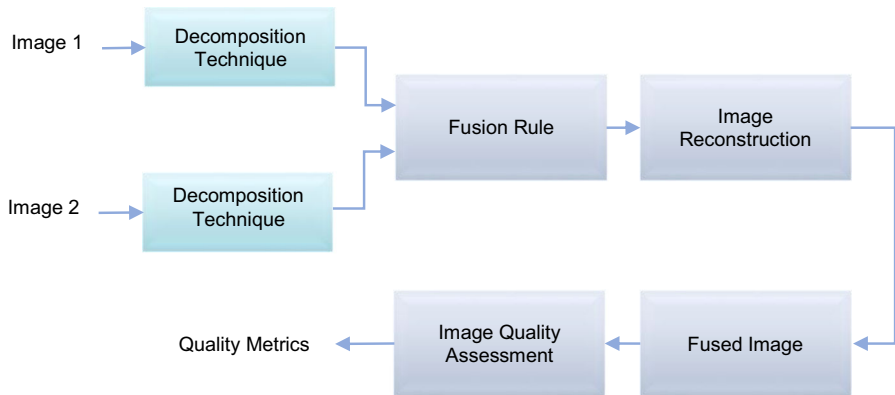 Image 1
Decomposition
Technique
Fusion Rule
Image
Reconstruction
Image 2
Decomposition
Technique
Quality Metrics
Image Quality
Assessment
Fused Image